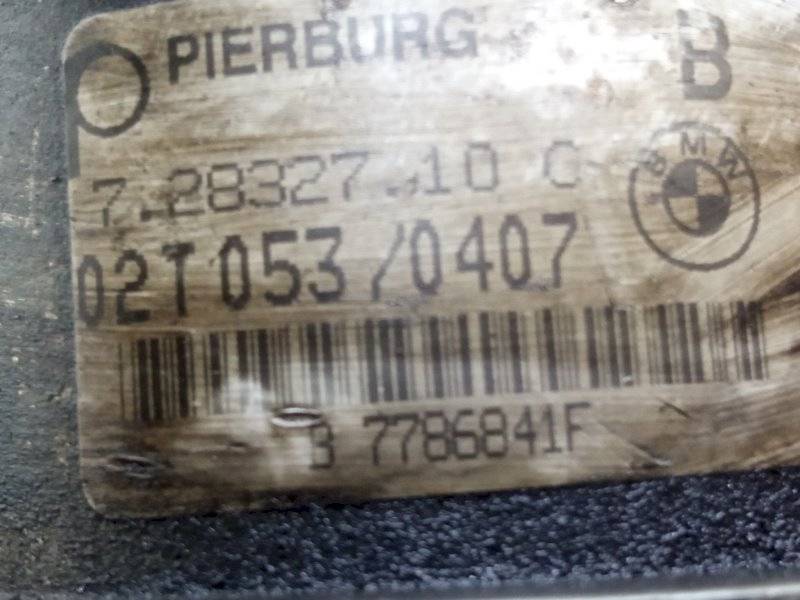 PIERBURG B
7.28327.10 C
BMW
02T053/0407
B 7786841F